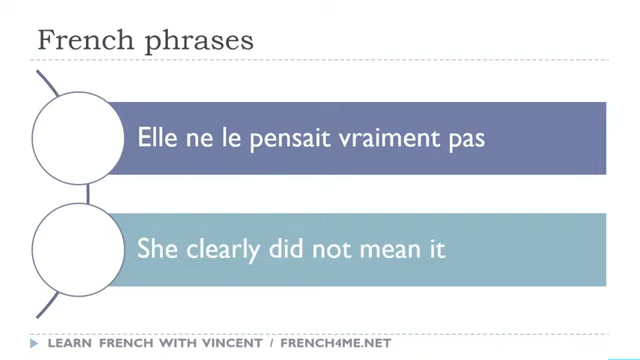 French phrases
Elle ne le pensait vraiment pas
She clearly did not mean it
LEARN FRENCH WITH VINCENT / FRENCH4ME.NET